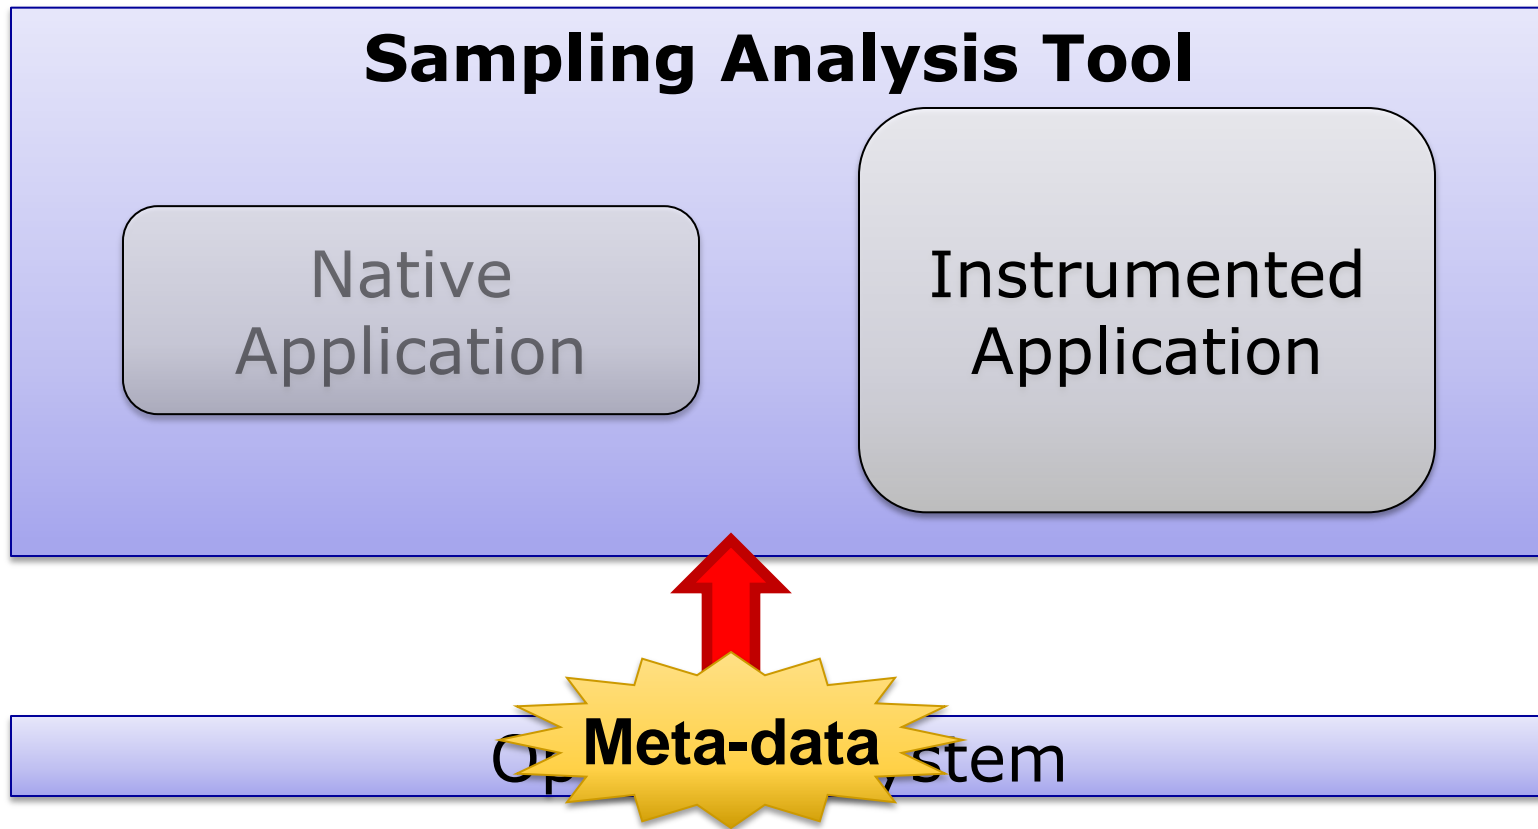 Sampling Analysis Tool
Native
Application
Instrumented
Application
Meta-data